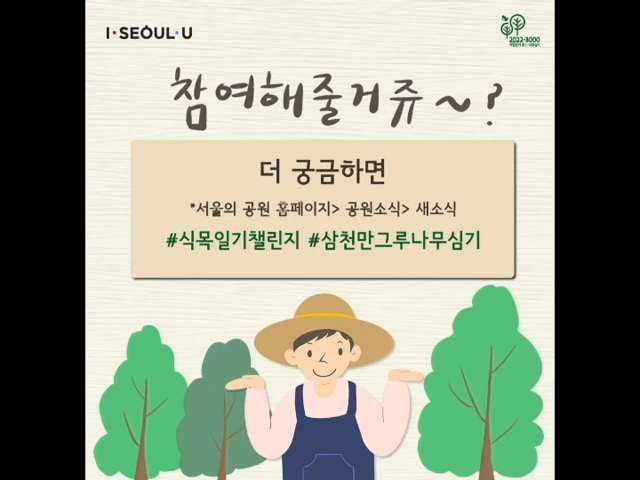 I·SEOUL·U
2022-3000
참여해줄거쥬~?
더 궁금하면
*서울의 공원 홈페이지> 공원소식> 새소식
#식목일기챌린지 #삼천만그루나무심기